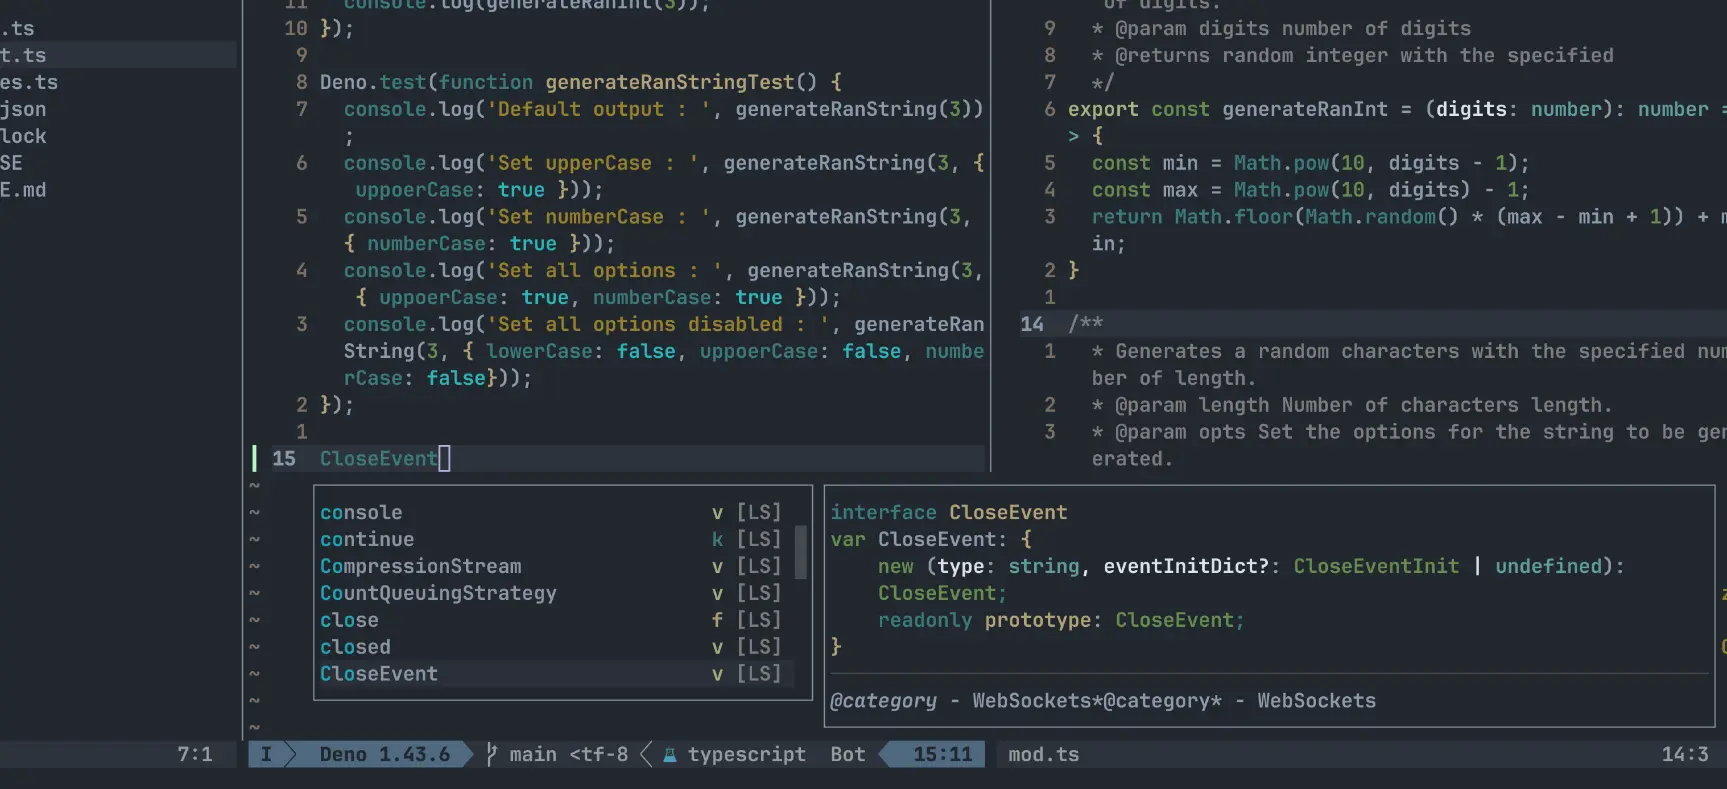 .ts
t.ts
es.ts
json
lock
SE
E.md
7:1
11 console.log(generateRanInt(3));
10 });
9
8 Deno.test(function generateRanStringTest() {
7 console.log('Default output : ', generateRanString(3))
;
6 console.log('Set upperCase : ', generateRanString(3, {
uppoerCase: true }));
5 console.log('Set numberCase : ', generateRanString(3,
{ numberCase: true }));
4 console.log('Set all options : ', generateRanString(3,
{ uppoerCase: true, numberCase: true }));
3 console.log('Set all options disabled : ', generateRan
String(3, { lowerCase: false, uppoerCase: false, numbe
rCase: false}));
2 });
1
15 CloseEvent
~
~
~
~
~
~
~
~
~
~
console v [LS]
continue k [LS]
CompressionStream v [LS]
CountQueuingStrategy v [LS]
close f [LS]
closed v [LS]
CloseEvent v [LS]
interface CloseEvent
var CloseEvent: {
new (type: string, eventInitDict?: CloseEventInit | undefined):
CloseEvent;
readonly prototype: CloseEvent;
}
@category - WebSockets*@category* - WebSockets
I Deno 1.43.6 main <tf-8 typescript Bot 15:11
of digits.
9 * @param digits number of digits
8 * @returns random integer with the specified
7 */
6 export const generateRanInt = (digits: number): number =
> {
5 const min = Math.pow(10, digits - 1);
4 const max = Math.pow(10, digits) - 1;
3 return Math.floor(Math.random() * (max - min + 1)) + m
in;
2 }
1
14 /**
1 * Generates a random characters with the specified num
ber of length.
2 * @param length Number of characters length.
3 * @param opts Set the options for the string to be gen
erated.
mod.ts 14:3